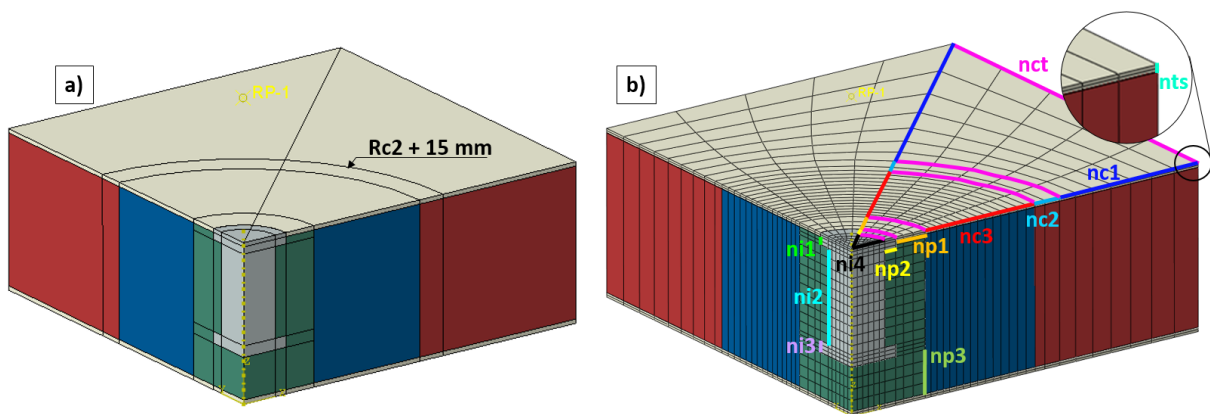 a)
RP-1
Rc2 + 15 mm
b)
nct
nts
RP-1
nc1
nc2
nc3
ni1
ni4
np1
np2
ni2
ni3
np3